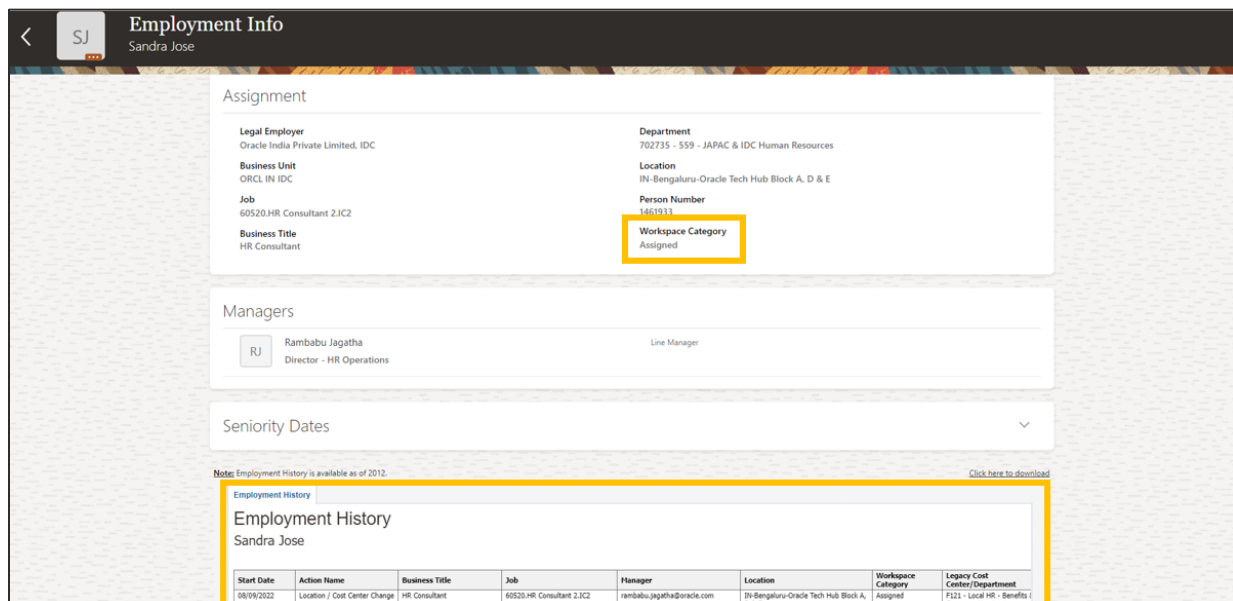 SJ
Employment Info
Sandra Jose
Assignment
Legal Employer
Oracle India Private Limited, IDC
Department
702735 - 559 - JAPAC & IDC Human Resources
Business Unit
ORCL IN IDC
Location
IN-Bengaluru-Oracle Tech Hub Block A, D & E
Job
60520.HR Consultant 2.IC2
Person Number
1461933
Business Title
HR Consultant
Workspace Category
Assigned
Managers
RJ
Rambabu Jagatha
Director - HR Operations
Line Manager
Seniority Dates
Note: Employment History is available as of 2012.
Click here to download
Employment History
Employment History
Sandra Jose
Start Date Action Name Business Title Job Manager Location Workspace Category Legacy Cost Center/Department
08/09/2022 Location / Cost Center Change HR Consultant 60520.HR Consultant 2.IC2 rambabu.jagatha@oracle.com IN-Bengaluru-Oracle Tech Hub Block A, Assigned F121 - Local HR - Benefits